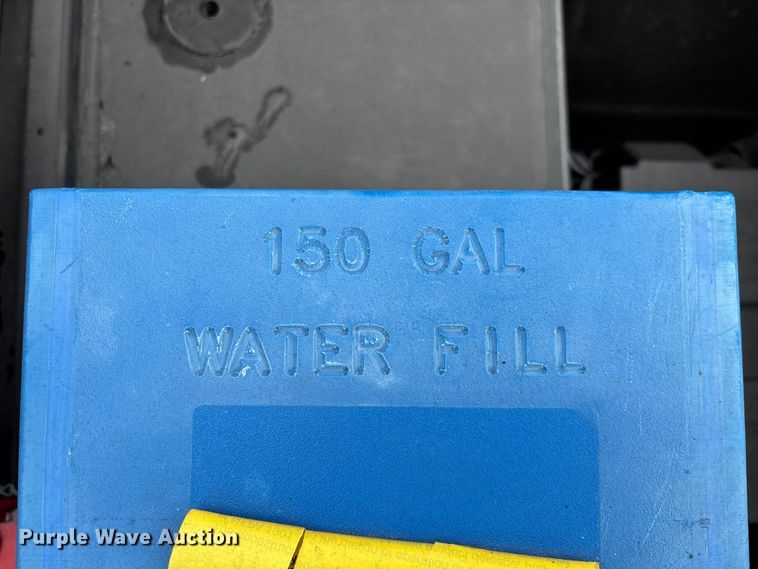 150 GAL
WATER FILL
Purple Wave Auction